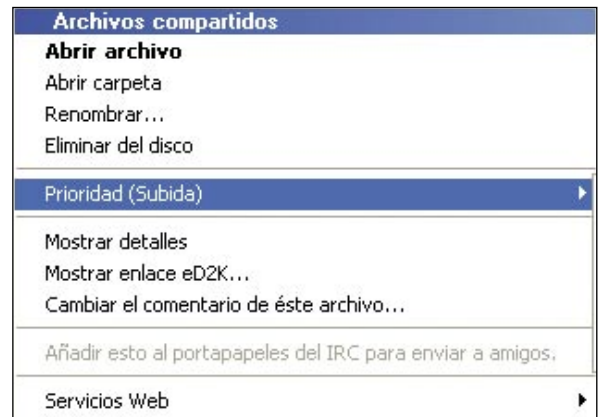 Archivos compartidos
Abrir archivo
Abrir carpeta
Renombrar...
Eliminar del disco
Prioridad (Subida)
Mostrar detalles
Mostrar enlace eD2K...
Cambiar el comentario de éste archivo...
Añadir esto al portapapeles del IRC para enviar a amigos.
Servicios Web